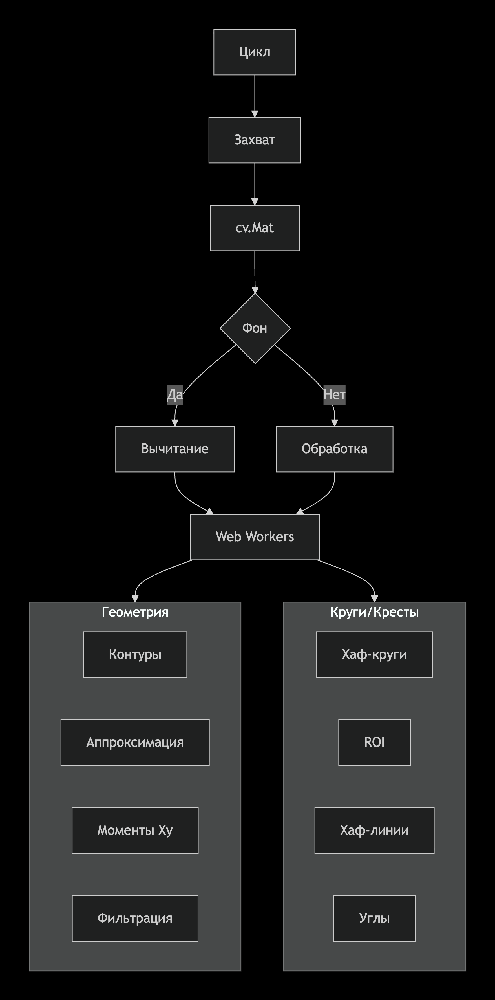 Цикл
Захват
cv.Mat
Фон
Да
Нет
Вычитание
Обработка
Web Workers
Геометрия
Контуры
Аппроксимация
Моменты Ху
Фильтрация
Круги/Кресты
Хаф-круги
ROI
Хаф-линии
Углы